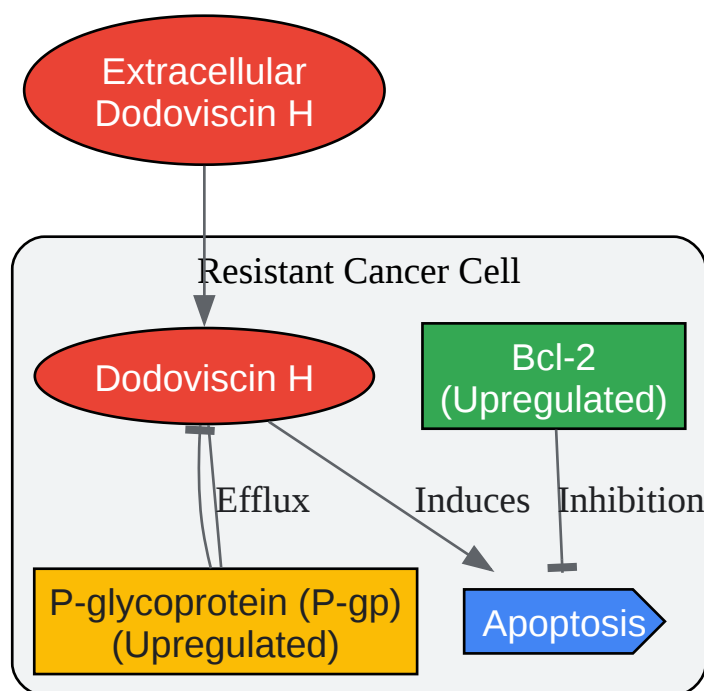 Extracellular
Dodoviscin H
Resistant Cancer Cell
Dodoviscin H
Bcl-2
(Upregulated)
Efflux
Induces
Inhibition
P-glycoprotein (P-gp)
(Upregulated)
Apoptosis